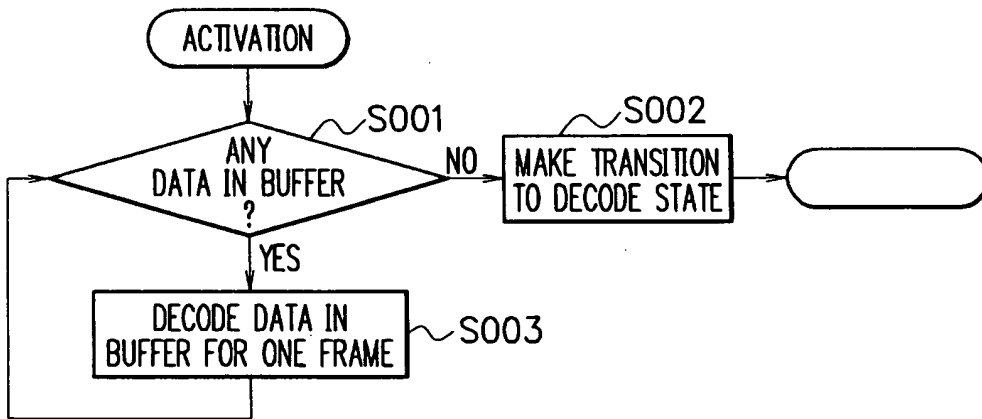 ACTIVATION
S001
ANY
DATA IN BUFFER
?
NO
S002
MAKE TRANSITION
TO DECODE STATE
YES
DECODE DATA IN
BUFFER FOR ONE FRAME
S003